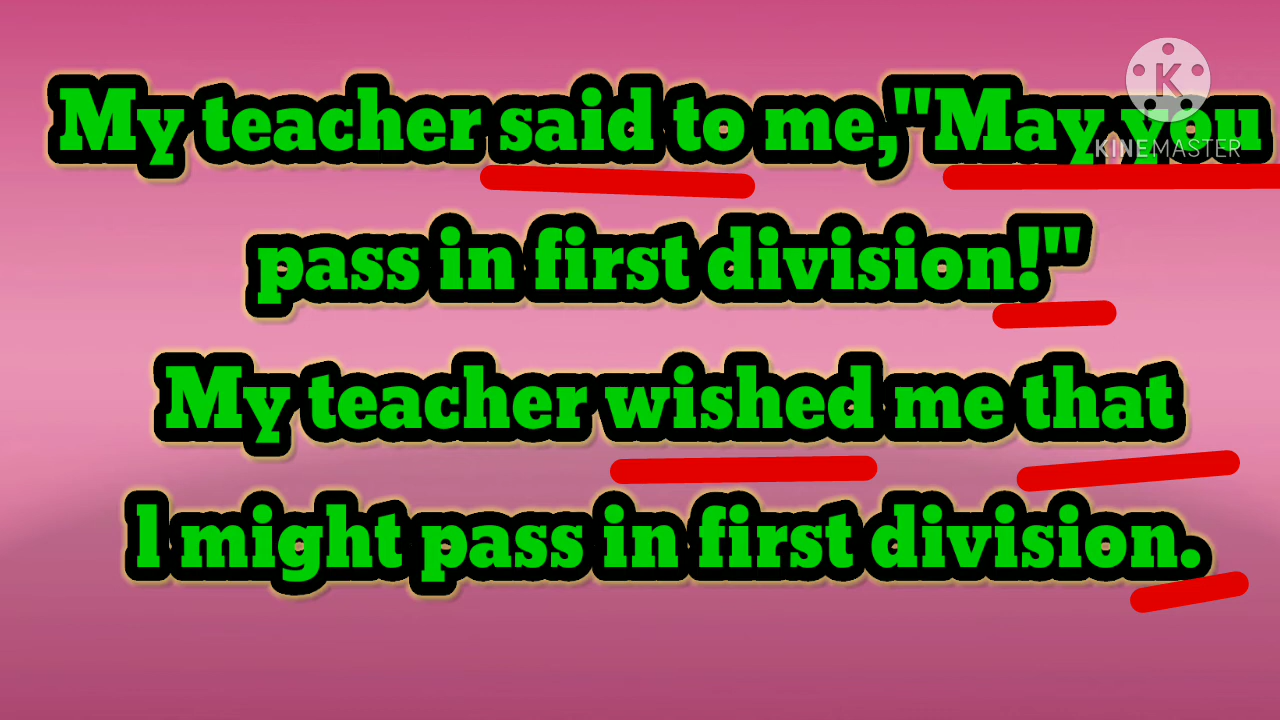 My teacher said to me,"May you
KINEMASTER
pass in first division!"
My teacher wished me that
l might pass in first division.